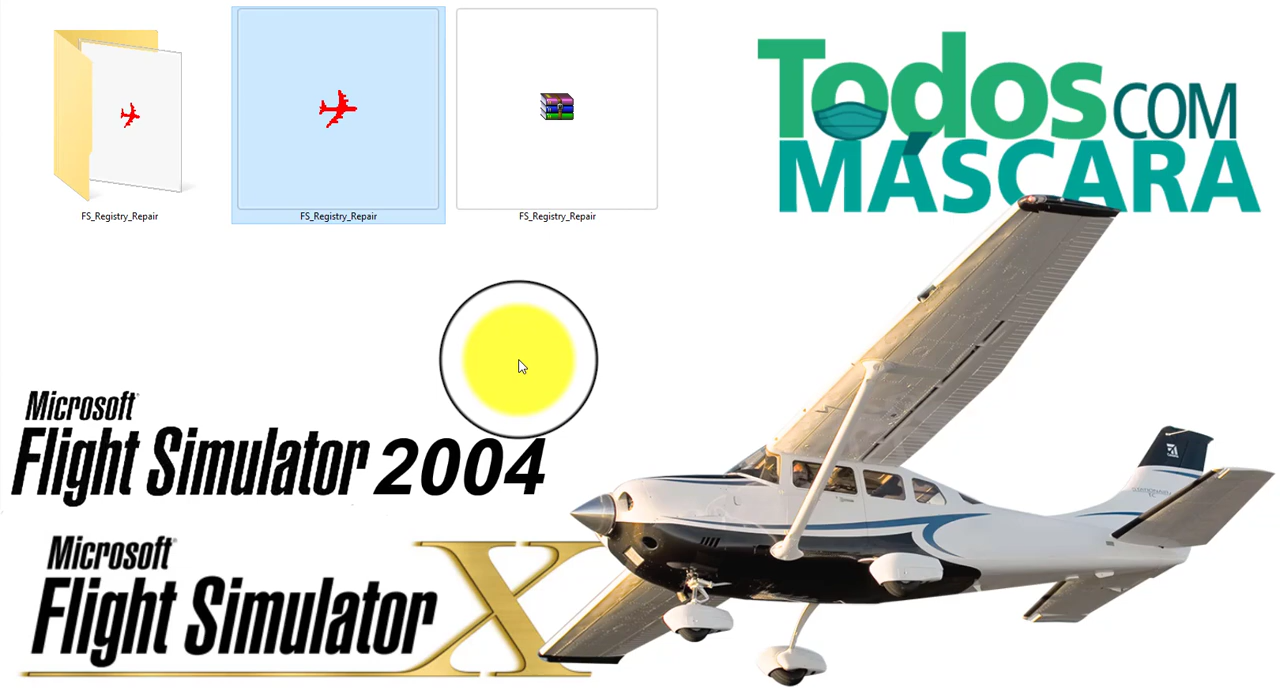 FS_Registry_Repair
FS_Registry_Repair
FS_Registry_Repair
Todos COM
MÁSCARA
Microsoft
Flight Simulator 2004
Microsoft
Flight Simulator X